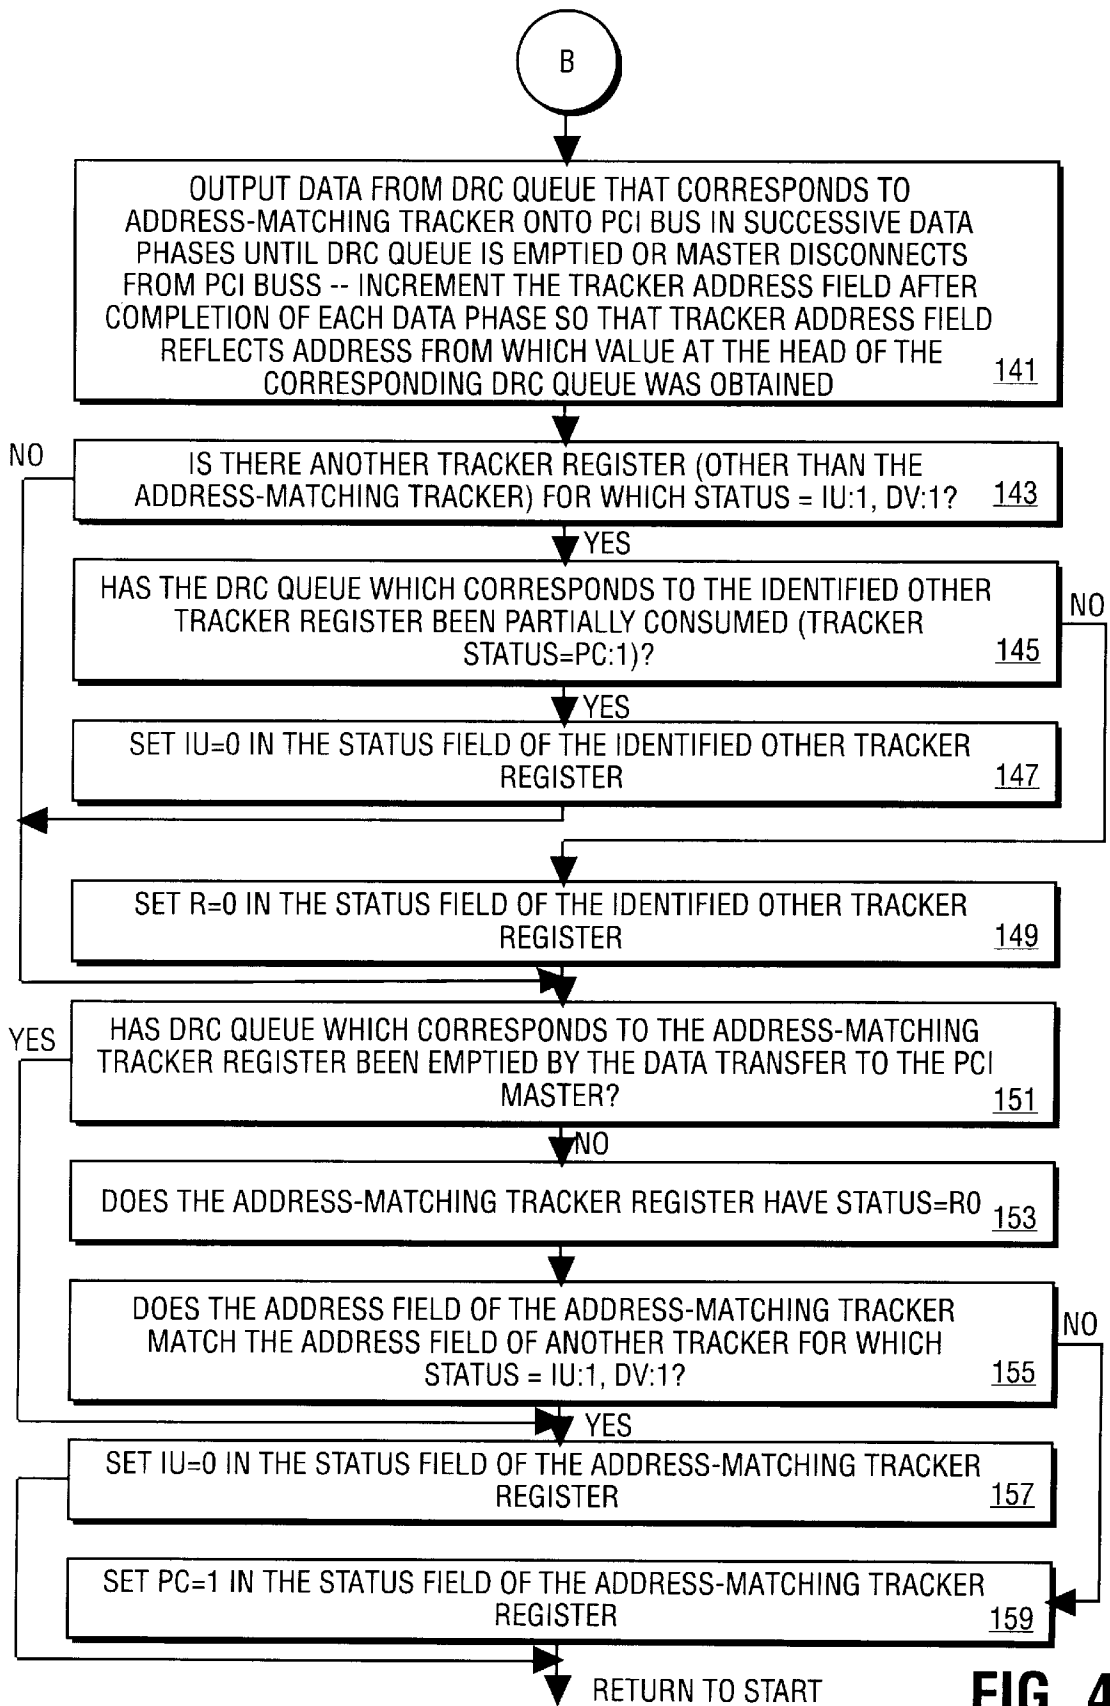 B
OUTPUT DATA FROM DRC QUEUE THAT CORRESPONDS TO
ADDRESS-MATCHING TRACKER ONTO PCI BUS IN SUCCESSIVE DATA
PHASES UNTIL DRC QUEUE IS EMPTIED OR MASTER DISCONNECTS
FROM PCI BUSS -- INCREMENT THE TRACKER ADDRESS FIELD AFTER
COMPLETION OF EACH DATA PHASE SO THAT TRACKER ADDRESS FIELD
REFLECTS ADDRESS FROM WHICH VALUE AT THE HEAD OF THE
CORRESPONDING DRC QUEUE WAS OBTAINED
141
NO
IS THERE ANOTHER TRACKER REGISTER (OTHER THAN THE
ADDRESS-MATCHING TRACKER) FOR WHICH STATUS = IU:1, DV:1?
143
YES
HAS THE DRC QUEUE WHICH CORRESPONDS TO THE IDENTIFIED OTHER
TRACKER REGISTER BEEN PARTIALLY CONSUMED (TRACKER
STATUS=PC:1)?
145
NO
YES
SET IU=0 IN THE STATUS FIELD OF THE IDENTIFIED OTHER TRACKER
REGISTER
147
SET R=0 IN THE STATUS FIELD OF THE IDENTIFIED OTHER TRACKER
REGISTER
149
YES
HAS DRC QUEUE WHICH CORRESPONDS TO THE ADDRESS-MATCHING
TRACKER REGISTER BEEN EMPTIED BY THE DATA TRANSFER TO THE PCI
MASTER?
151
NO
DOES THE ADDRESS-MATCHING TRACKER REGISTER HAVE STATUS=R0
153
DOES THE ADDRESS FIELD OF THE ADDRESS-MATCHING TRACKER
MATCH THE ADDRESS FIELD OF ANOTHER TRACKER FOR WHICH
STATUS = IU:1, DV:1?
155
NO
YES
SET IU=0 IN THE STATUS FIELD OF THE ADDRESS-MATCHING TRACKER
REGISTER
157
SET PC=1 IN THE STATUS FIELD OF THE ADDRESS-MATCHING TRACKER
REGISTER
159
RETURN TO START
FIG 4